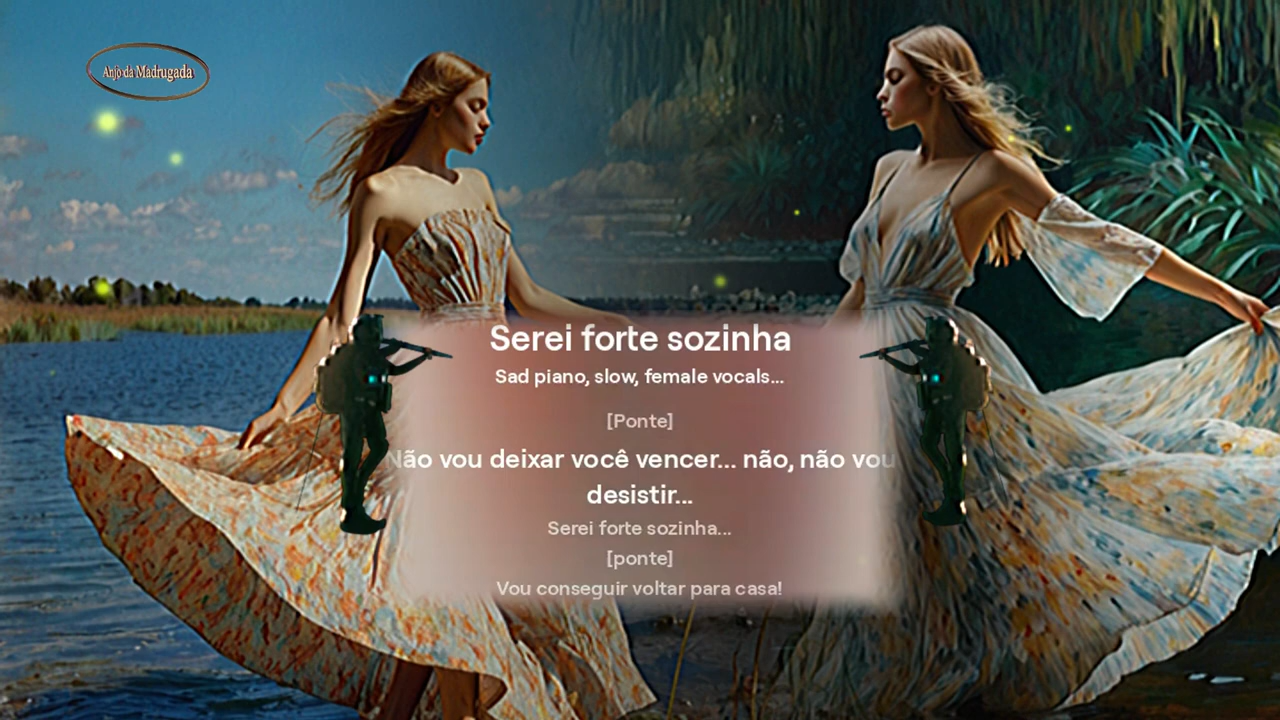 Anjo da Madrugada
Serei forte sozinha
Sad piano, slow, female vocals...
[Ponte]
Não vou deixar você vencer... não, não vou
desistir...
Serei forte sozinha...
[ponte]
Vou conseguir voltar para casa!